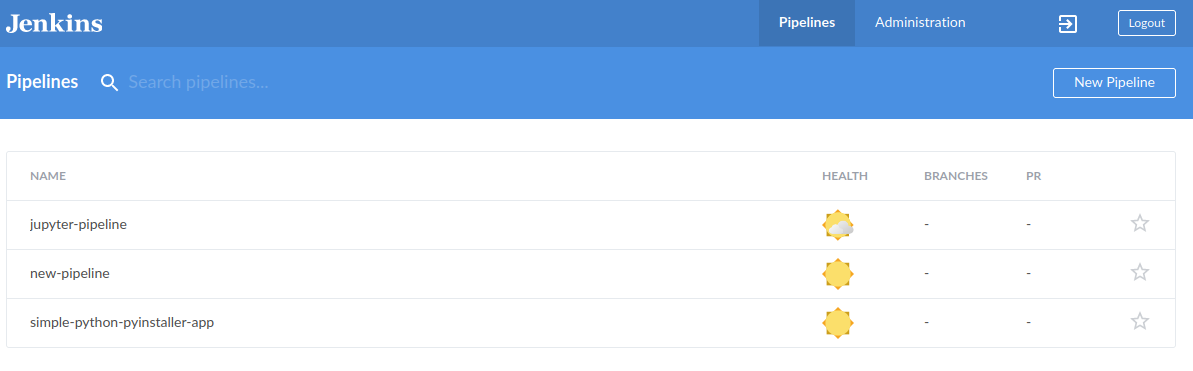 Jenkins Pipelines Administration Logout
Pipelines Search pipelines... New Pipeline
NAME HEALTH BRANCHES PR
jupyter-pipeline - -
new-pipeline - -
simple-python-pyinstaller-app - -